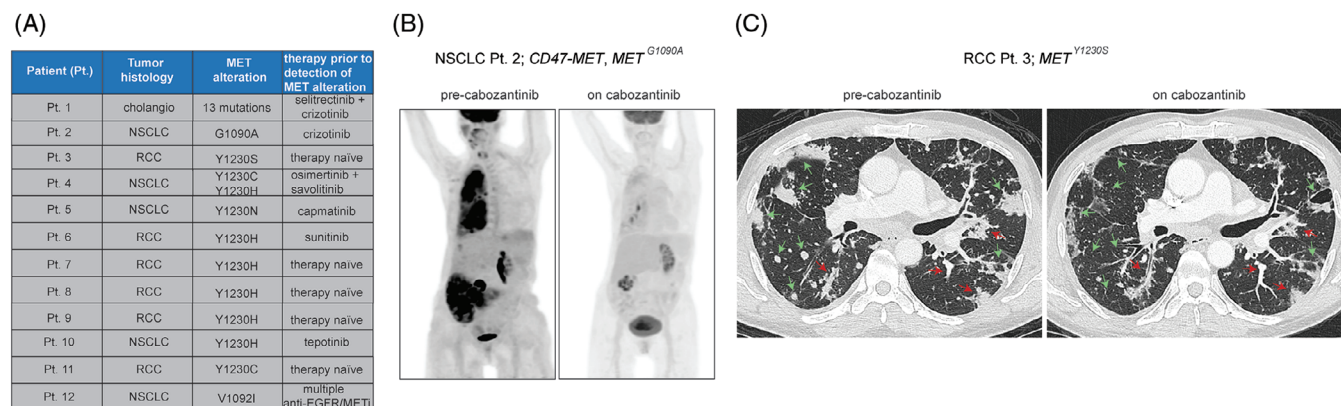 (A)
Patient (Pt.) Tumor histology MET alteration therapy prior to detection of MET alteration
Pt. 1 cholangio 13 mutations selitrectinib + crizotinib
Pt. 2 NSCLC G1090A crizotinib
Pt. 3 RCC Y1230S therapy naïve
Pt. 4 NSCLC Y1230C Y1230H osimertinib + savolitinib
Pt. 5 NSCLC Y1230N capmatinib
Pt. 6 RCC Y1230H sunitinib
Pt. 7 RCC Y1230H therapy naïve
Pt. 8 RCC Y1230H therapy naïve
Pt. 9 RCC Y1230H therapy naïve
Pt. 10 NSCLC Y1230H tepotinib
Pt. 11 RCC Y1230C therapy naïve
Pt. 12 NSCLC V1092I multiple anti-EGFR/METi
(B)
NSCLC Pt. 2; CD47-MET, MET G1090A
pre-cabozantinib on cabozantinib
(C)
RCC Pt. 3; MET Y1230S
pre-cabozantinib on cabozantinib